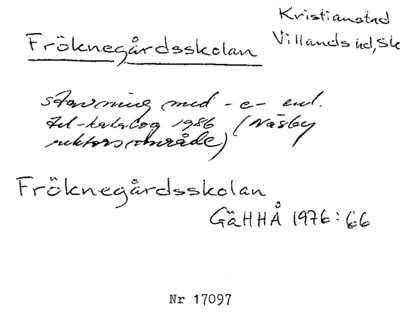 Kristianstad
Fröknegårdsskolan
Villands hd, Sk
stavning med -e- enl.
tel-katalog 1986 (Näsby
rektorsområde)
Fröknegårdsskolan
GäHHÅ 1976:66
Nr 17097